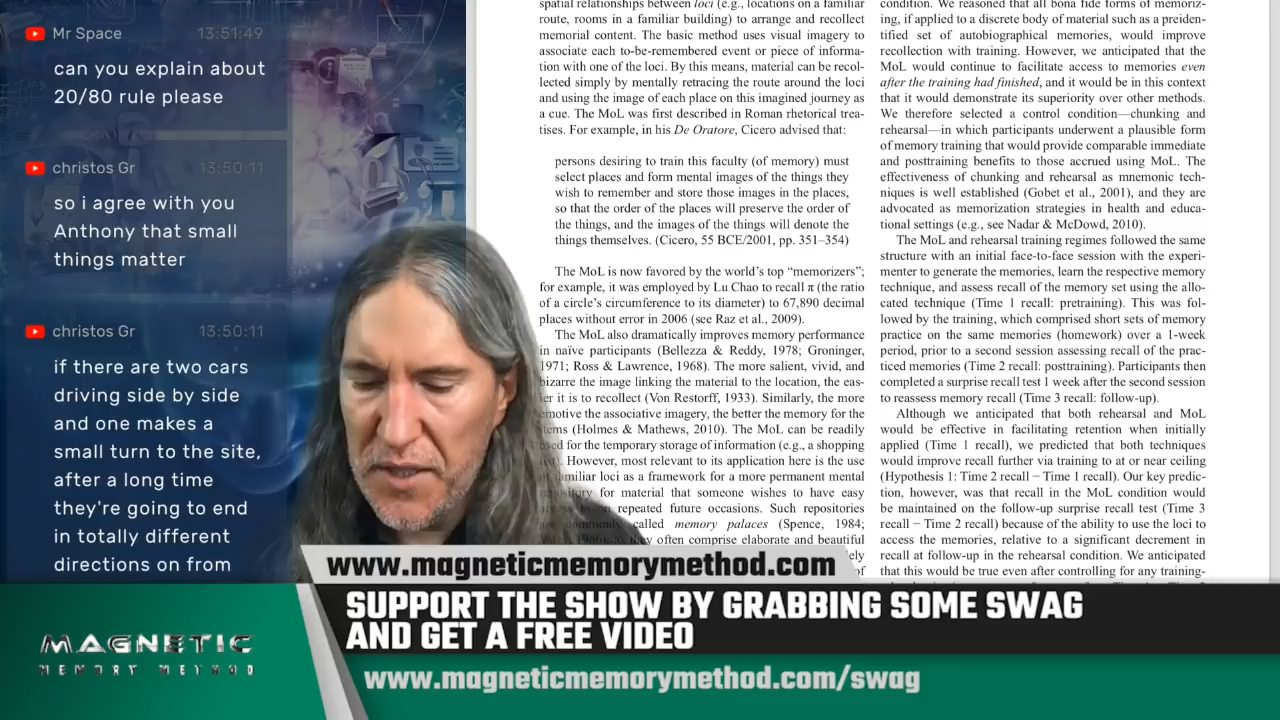 Mr Space 13:51:49
can you explain about
20/80 rule please
christos Gr 13:50:11
so i agree with you
Anthony that small
things matter
christos Gr 13:50:11
if there are two cars
driving side by side
and one makes a
small turn to the site,
after a long time
they're going to end
in totally different
directions on from
spatial relationships between loci (e.g., locations on a familiar
route, rooms in a familiar building) to arrange and recollect
memorial content. The basic method uses visual imagery to
associate each to-be-remembered event or piece of informa-
tion with one of the loci. By this means, material can be recol-
lected simply by mentally retracing the route around the loci
and using the image of each place on this imagined journey as
a cue. The MoL was first described in Roman rhetorical trea-
tises. For example, in his De Oratore, Cicero advised that:
persons desiring to train this faculty (of memory) must
select places and form mental images of the things they
wish to remember and store those images in the places,
so that the order of the places will preserve the order of
the things, and the images of the things will denote the
things themselves. (Cicero, 55 BCE/2001, pp. 351–354)
The MoL is now favored by the world's top “memorizers”;
for example, it was employed by Lu Chao to recall π (the ratio
of a circle's circumference to its diameter) to 67,890 decimal
places without error in 2006 (see Raz et al., 2009).
The MoL also dramatically improves memory performance
in naïve participants (Bellezza & Reddy, 1978; Groninger,
1971; Ross & Lawrence, 1968). The more salient, vivid, and
bizarre the image linking the material to the location, the eas-
er it is to recollect (Von Restorff, 1933). Similarly, the more
emotive the associative imagery, the better the memory for the
items (Holmes & Mathews, 2010). The MoL can be readily
used for the temporary storage of information (e.g., a shopping
However, most relevant to its application here is the use
familiar loci as a framework for a more permanent mental
for material that someone wishes to have easy
repeated future occasions. Such repositories
called memory palaces (Spence, 1984;
they often comprise elaborate and beautiful
ely
of
condition. We reasoned that all bona fide forms of memoriz-
ing, if applied to a discrete body of material such as a preiden-
tified set of autobiographical memories, would improve
recollection with training. However, we anticipated that the
MoL would continue to facilitate access to memories even
after the training had finished, and it would be in this context
that it would demonstrate its superiority over other methods.
We therefore selected a control condition—chunking and
rehearsal—in which participants underwent a plausible form
of memory training that would provide comparable immediate
and posttraining benefits to those accrued using MoL. The
effectiveness of chunking and rehearsal as mnemonic tech-
niques is well established (Gobet et al., 2001), and they are
advocated as memorization strategies in health and educa-
tional settings (e.g., see Nadar & McDowd, 2010).
The MoL and rehearsal training regimes followed the same
structure with an initial face-to-face session with the experi-
menter to generate the memories, learn the respective memory
technique, and assess recall of the memory set using the allo-
cated technique (Time 1 recall: pretraining). This was fol-
lowed by the training, which comprised short sets of memory
practice on the same memories (homework) over a 1-week
period, prior to a second session assessing recall of the prac-
ticed memories (Time 2 recall: posttraining). Participants then
completed a surprise recall test 1 week after the second session
to reassess memory recall (Time 3 recall: follow-up).
Although we anticipated that both rehearsal and MoL
would be effective in facilitating retention when initially
applied (Time 1 recall), we predicted that both techniques
would improve recall further via training to at or near ceiling
(Hypothesis 1: Time 2 recall − Time 1 recall). Our key predic-
tion, however, was that recall in the MoL condition would
be maintained on the follow-up surprise recall test (Time 3
recall − Time 2 recall) because of the ability to use the loci to
access the memories, relative to a significant decrement in
recall at follow-up in the rehearsal condition. We anticipated
that this would be true even after controlling for any training-
www.magneticmemorymethod.com
SUPPORT THE SHOW BY GRABBING SOME SWAG
AND GET A FREE VIDEO
www.magneticmemorymethod.com/swag
MAGNETIC
MEMORY METHOD